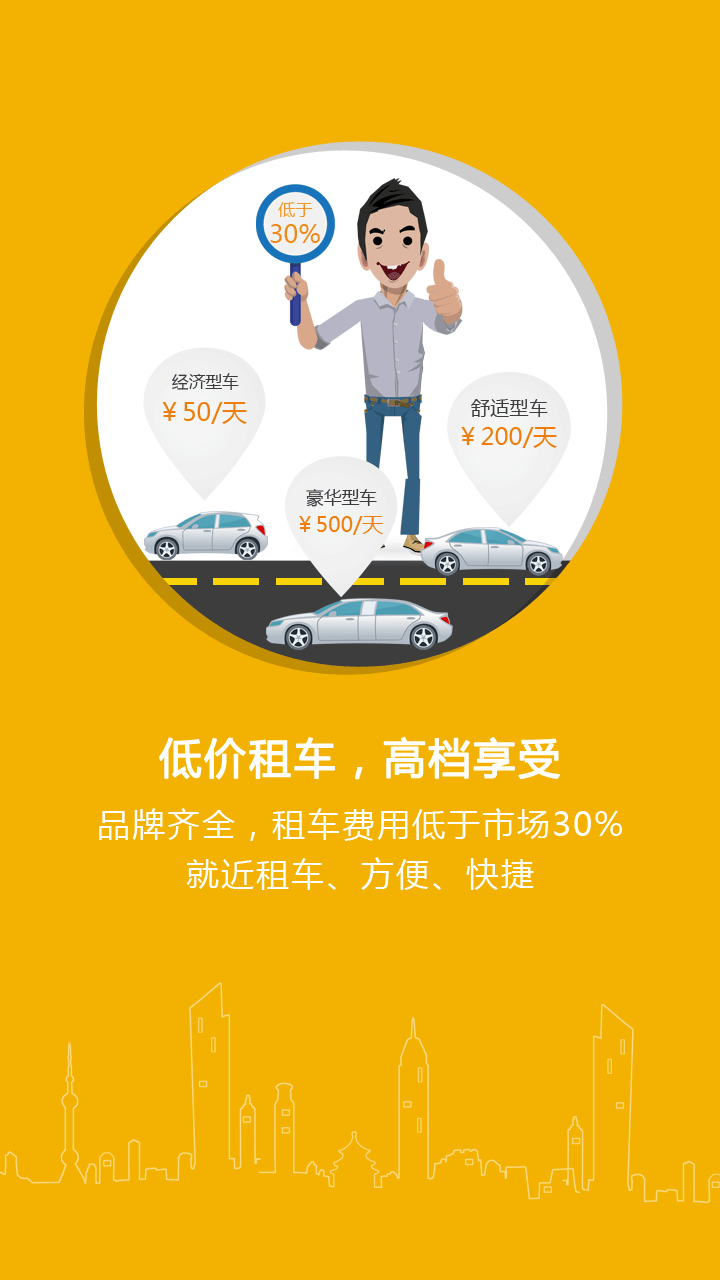 低于
30%
经济型车
¥50/天
舒适型车
¥200/天
豪华型车
¥500/天
低价租车，高档享受
品牌齐全，租车费用低于市场30%
就近租车、方便、快捷